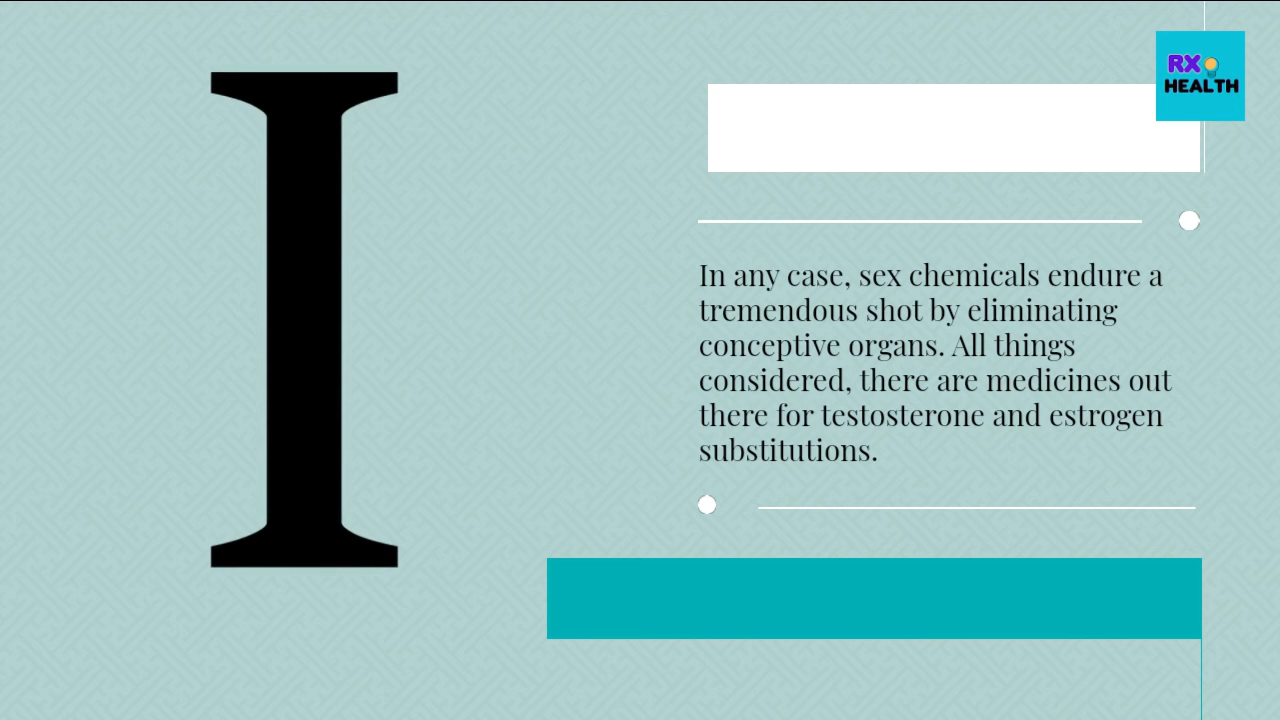 I
RX
HEALTH
In any case, sex chemicals endure a
tremendous shot by eliminating
conceptive organs. All things
considered, there are medicines out
there for testosterone and estrogen
substitutions.